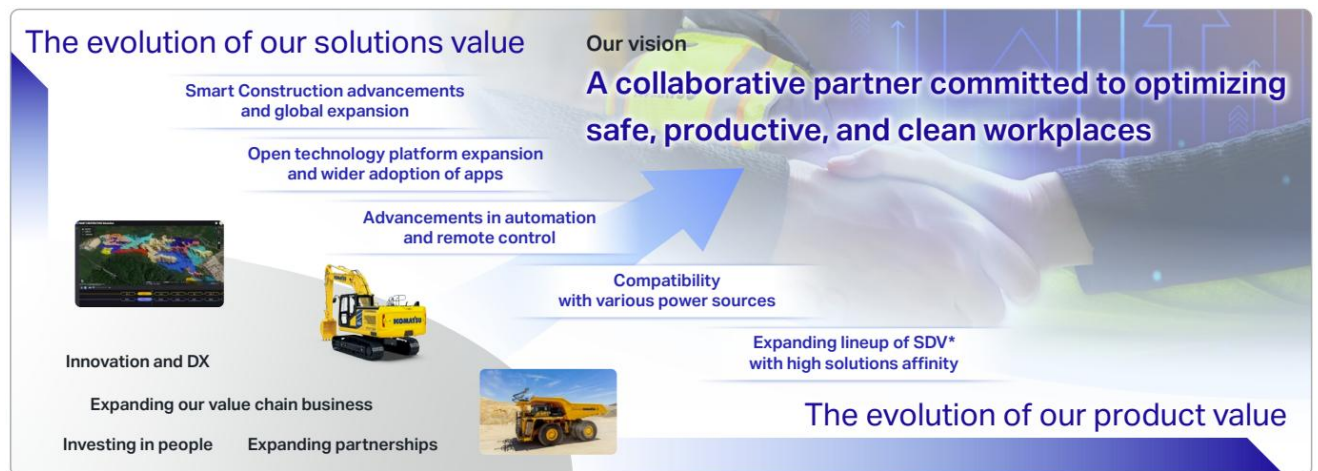 The evolution of our solutions value
Our vision
A collaborative partner committed to optimizing
safe, productive, and clean workplaces
Smart Construction advancements
and global expansion
Open technology platform expansion
and wider adoption of apps
Advancements in automation
and remote control
Compatibility
with various power sources
Expanding lineup of SDV*
with high solutions affinity
KOMATSU
Innovation and DX
Expanding our value chain business
Investing in people
Expanding partnerships
The evolution of our product value